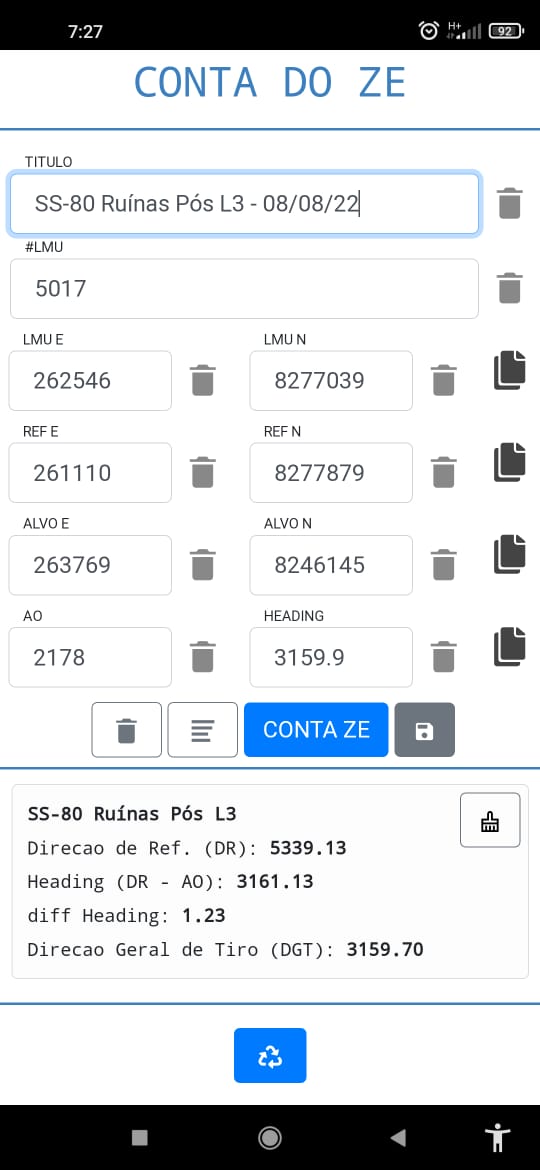 7:27
H+
92
CONTA DO ZE
TITULO
SS-80 Ruínas Pós L3 - 08/08/22
#LMU
5017
LMU E LMU N
262546 8277039
REF E REF N
261110 8277879
ALVO E ALVO N
263769 8246145
AO HEADING
2178 3159.9
CONTA ZE
SS-80 Ruínas Pós L3
Direcao de Ref. (DR): 5339.13
Heading (DR - AO): 3161.13
diff Heading: 1.23
Direcao Geral de Tiro (DGT): 3159.70